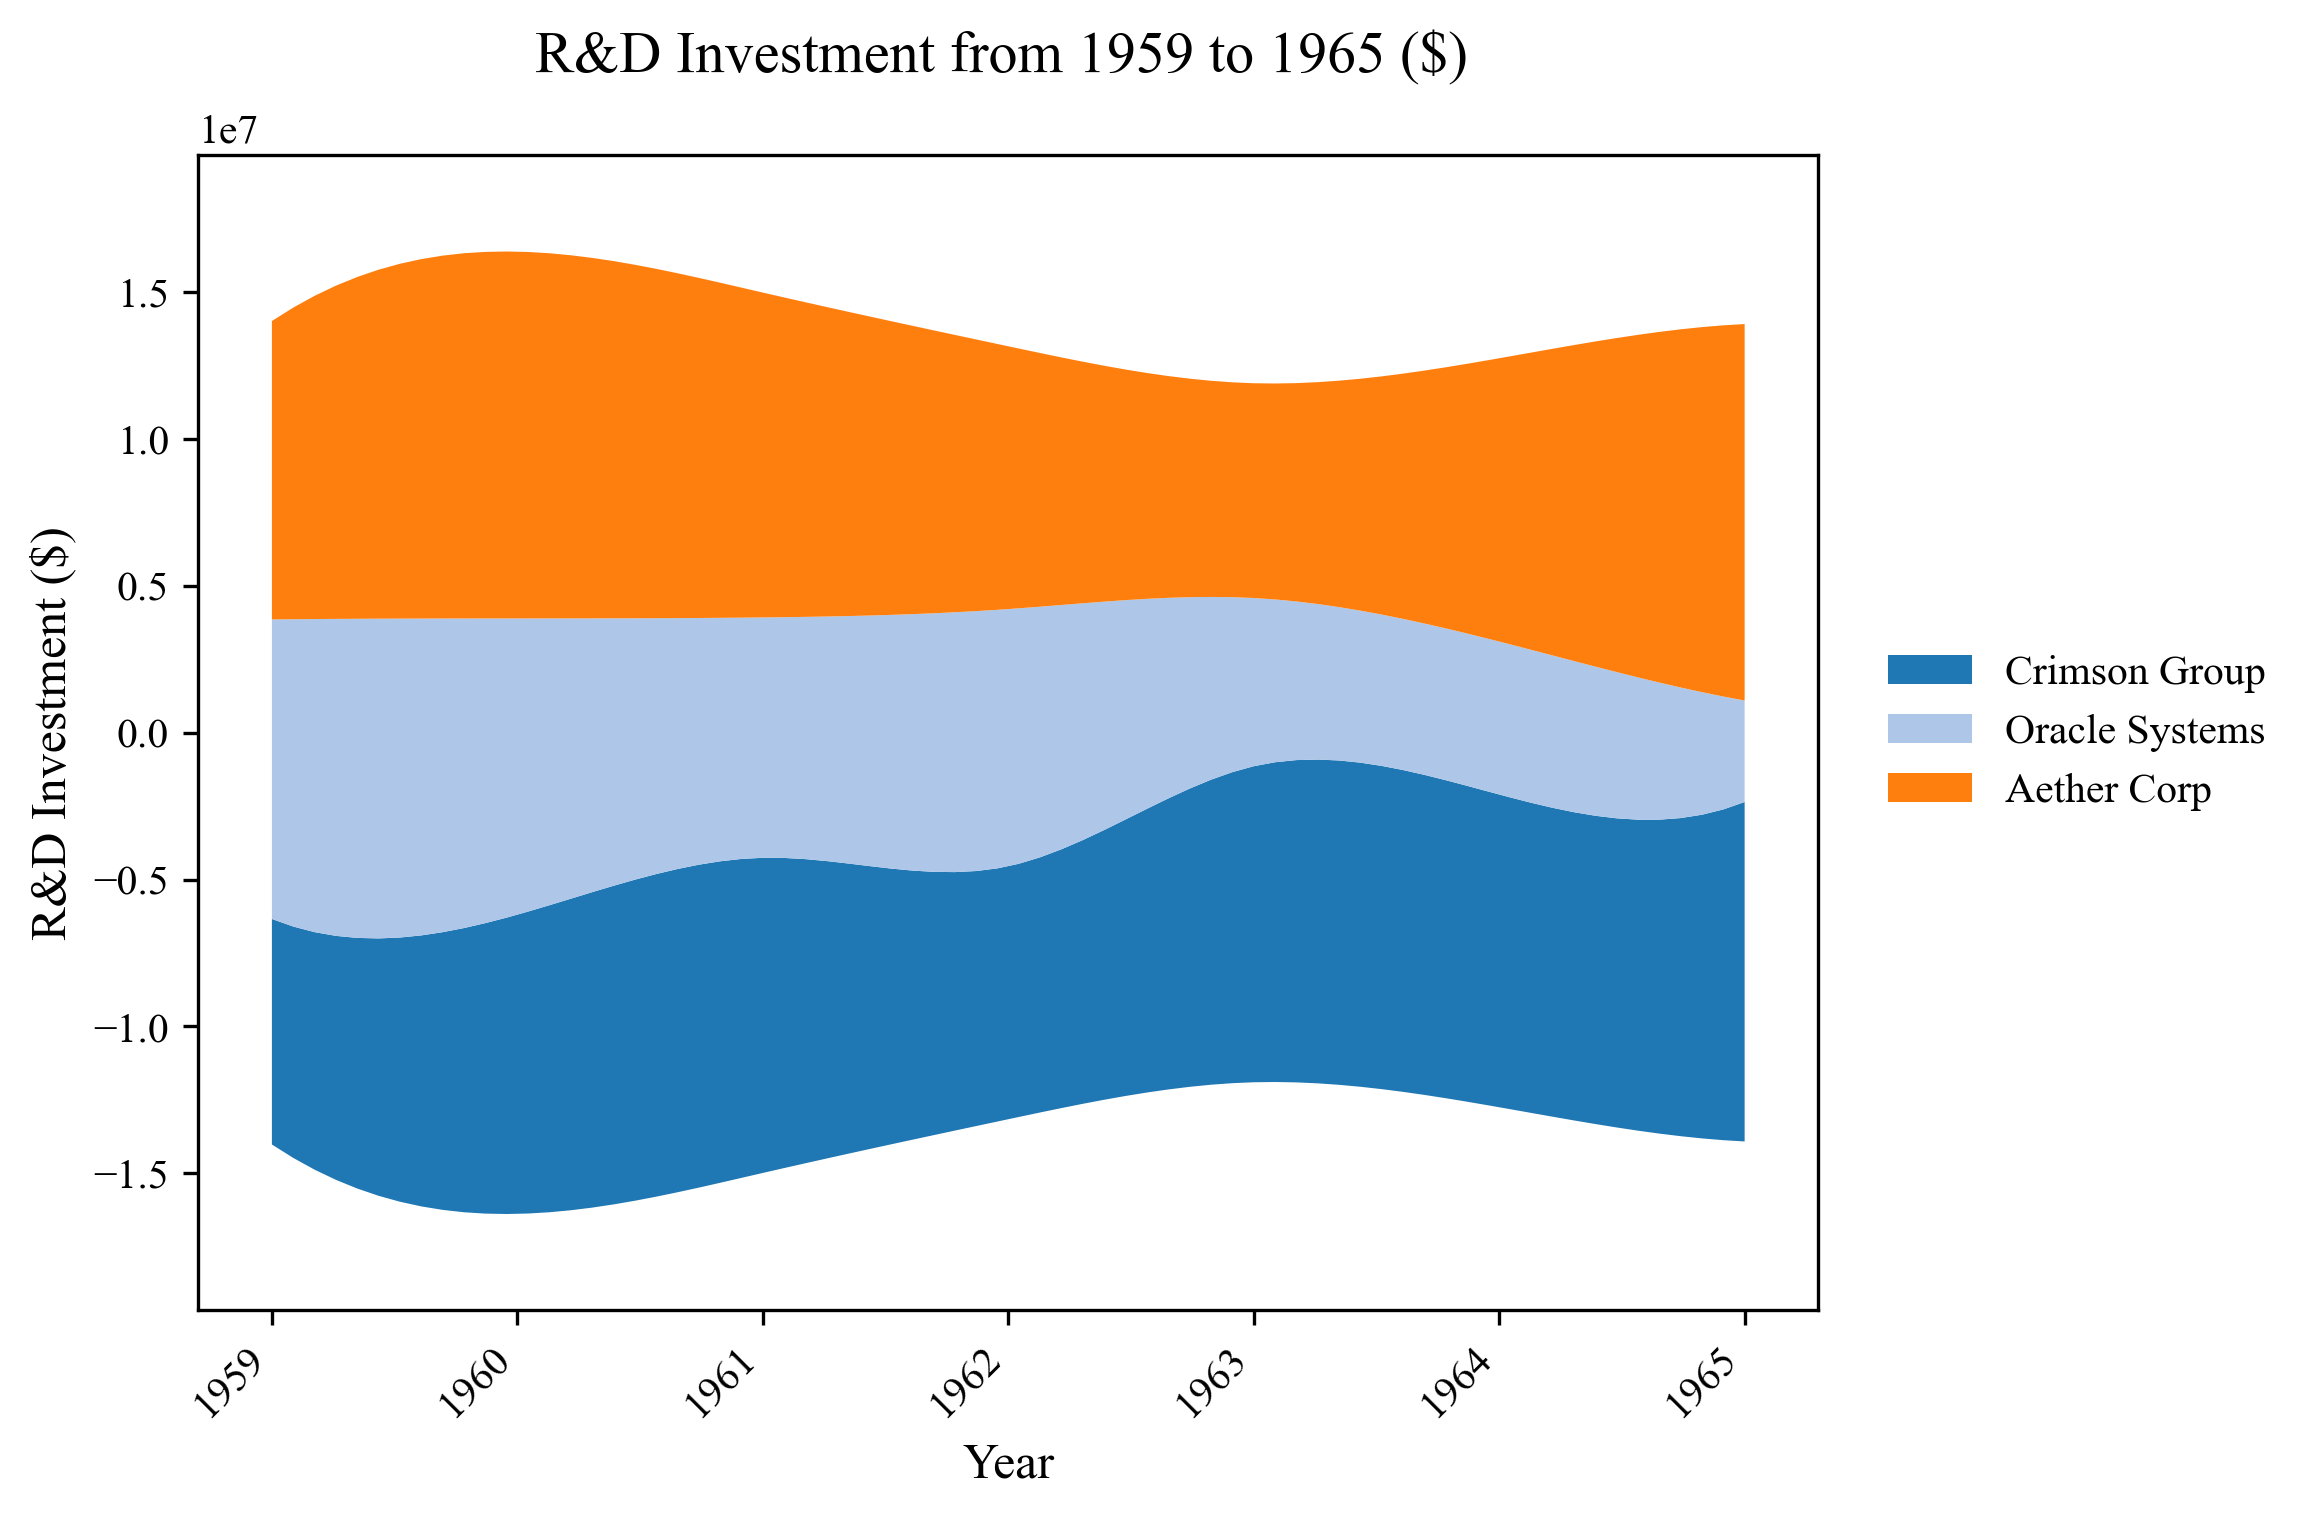 R&D Investment from 1959 to 1965 ($)
1e7
1.5
1.0
0.5
0.0
−0.5
−1.0
−1.5
R&D Investment ($)
1959
1960
1961
1962
1963
1964
1965
Year
Crimson Group
Oracle Systems
Aether Corp